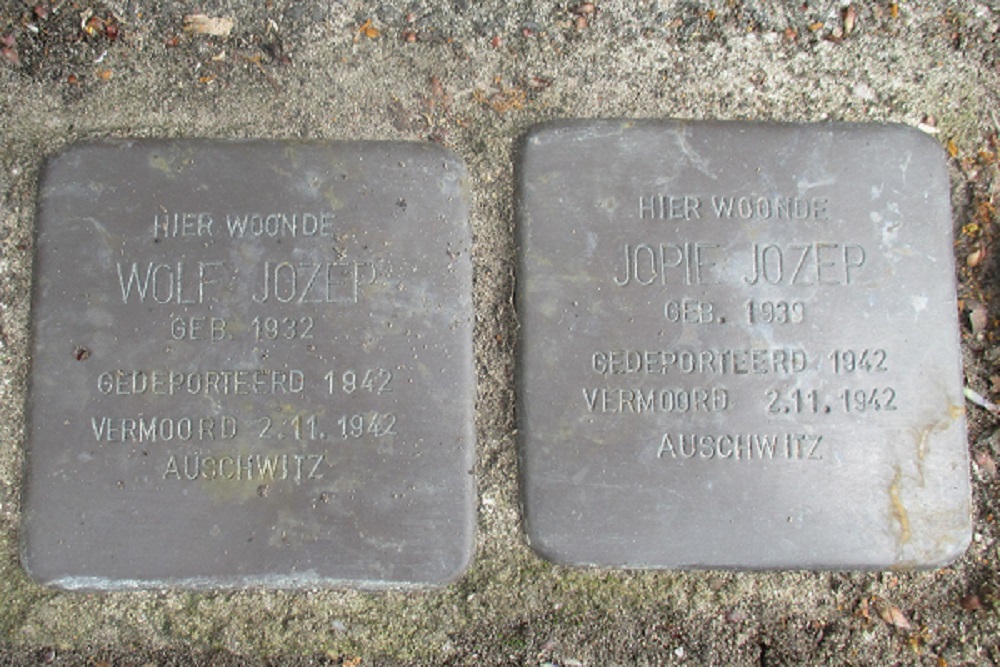 HIER WOONDE
WOLF JOZEP
GEB. 1932
GEDEPORTEERD 1942
VERMOORD 2.11.1942
AUSCHWITZ
HIER WOONDE
JOPIE JOZEP
GEB. 1939
GEDEPORTEERD 1942
VERMOORD 2.11.1942
AUSCHWITZ